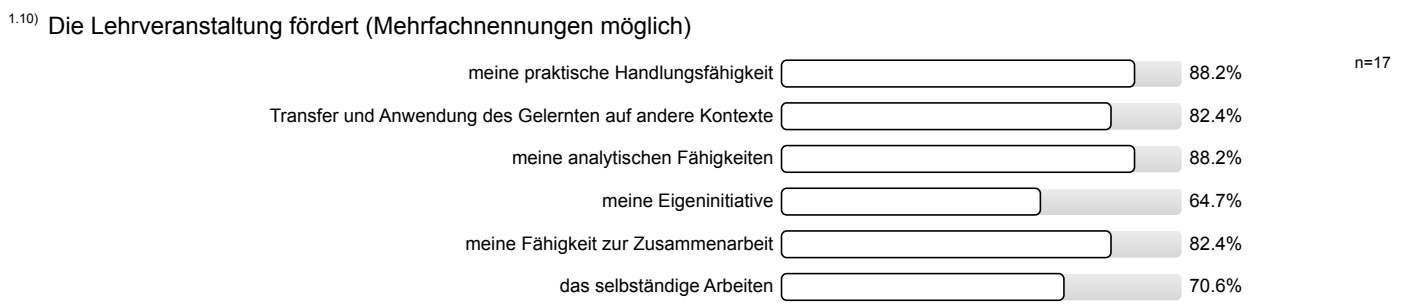 1.10) Die Lehrveranstaltung fördert (Mehrfachnennungen möglich)
meine praktische Handlungsfähigkeit 88.2% n=17
Transfer und Anwendung des Gelernten auf andere Kontexte 82.4%
meine analytischen Fähigkeiten 88.2%
meine Eigeninitiative 64.7%
meine Fähigkeit zur Zusammenarbeit 82.4%
das selbständige Arbeiten 70.6%